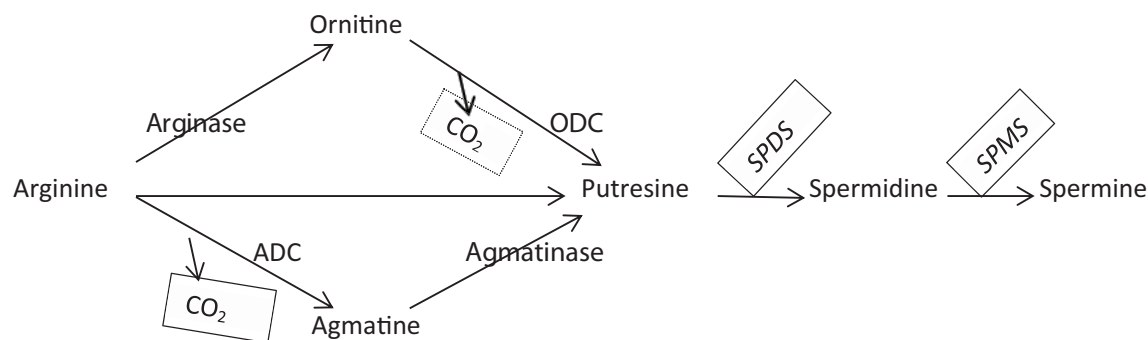 Ornitine
Arginase
CO2
ODC
SPDS
SPMS
Arginine
Putresine
Spermidine
Spermine
ADC
Agmatinase
CO2
Agmatine